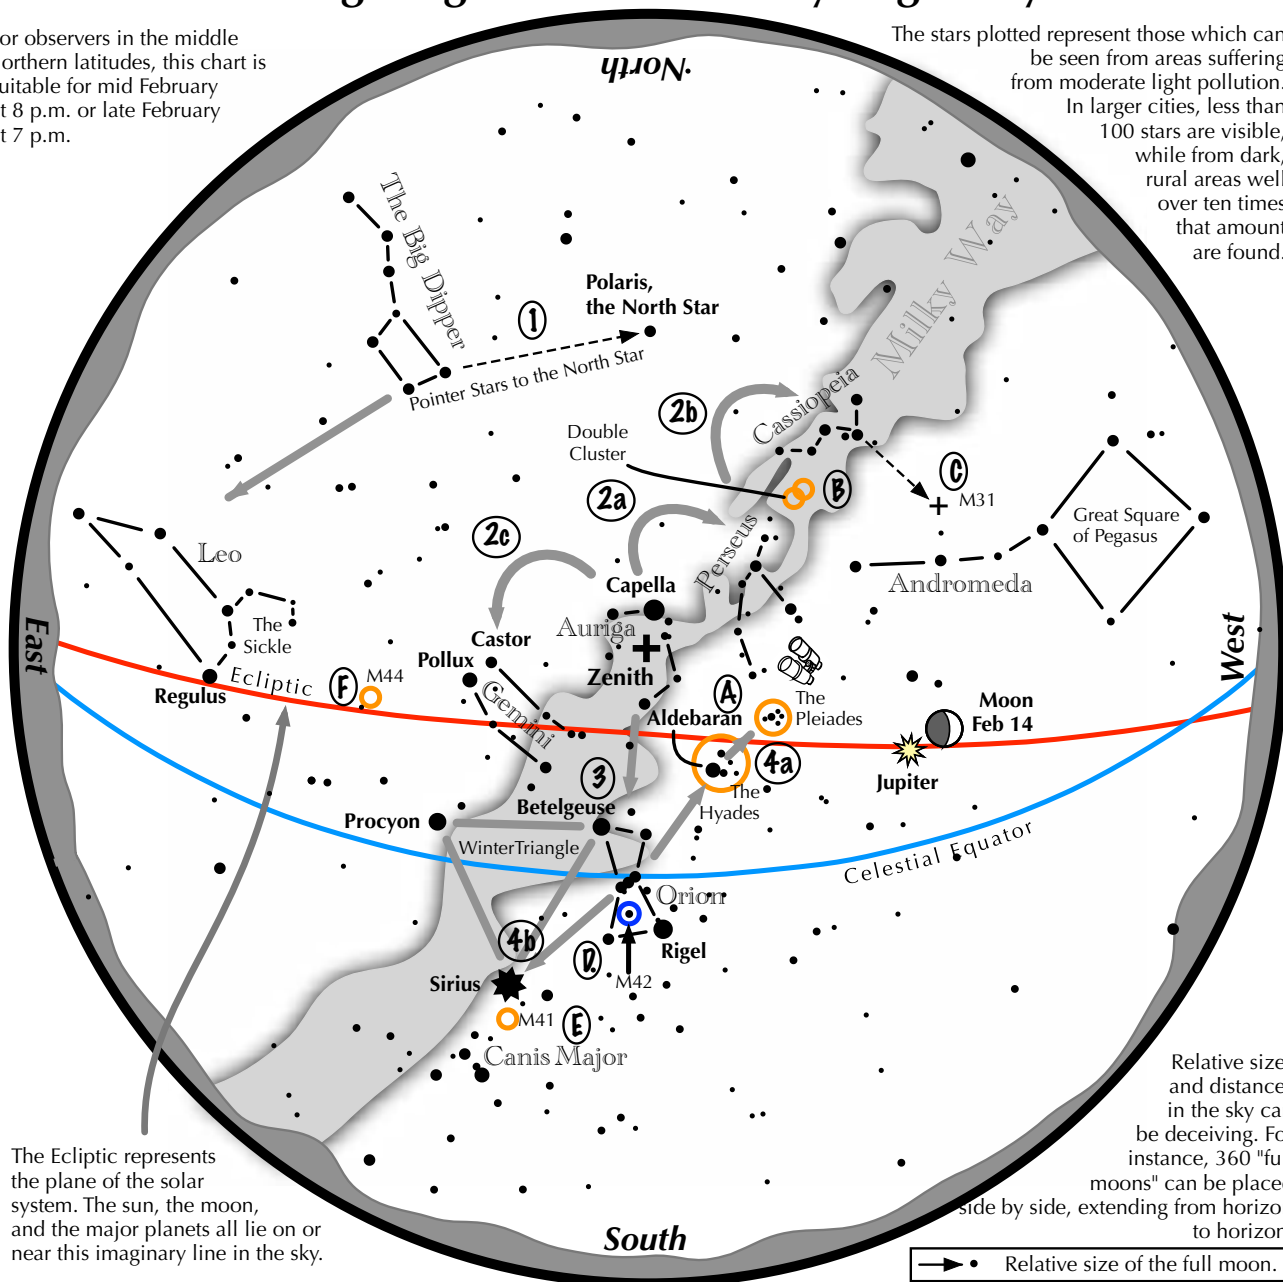 or observers in the middle
orthern latitudes, this chart is
uitable for mid February
t 8 p.m. or late February
t 7 p.m.
The stars plotted represent those which can
be seen from areas suffering
from moderate light pollution.
In larger cities, less than
100 stars are visible,
while from dark,
rural areas well
over ten times
that amount
are found.
North
The Big Dipper
Milky Way
Polaris,
the North Star
1
Pointer Stars to the North Star
2b
Cassiopeia
Double
Cluster
B
C
M31
2a
2c
Great Square
of Pegasus
Perseus
Andromeda
Leo
Capella
Auriga
The
Sickle
Castor
Pollux
Zenith
East
West
Regulus
Ecliptic
F
M44
Gemini
A
The
Pleiades
Aldebaran
Moon
Feb 14
4a
Jupiter
3
The
Hyades
Betelgeuse
Procyon
WinterTriangle
Celestial Equator
Orion
4b
D
Rigel
Sirius
M42
M41
E
Canis Major
The Ecliptic represents
the plane of the solar
system. The sun, the moon,
and the major planets all lie on or
near this imaginary line in the sky.
South
Relative size
and distance
in the sky ca
be deceiving. Fo
instance, 360 "fu
moons" can be place
side by side, extending from horizo
to horizon
Relative size of the full moon.